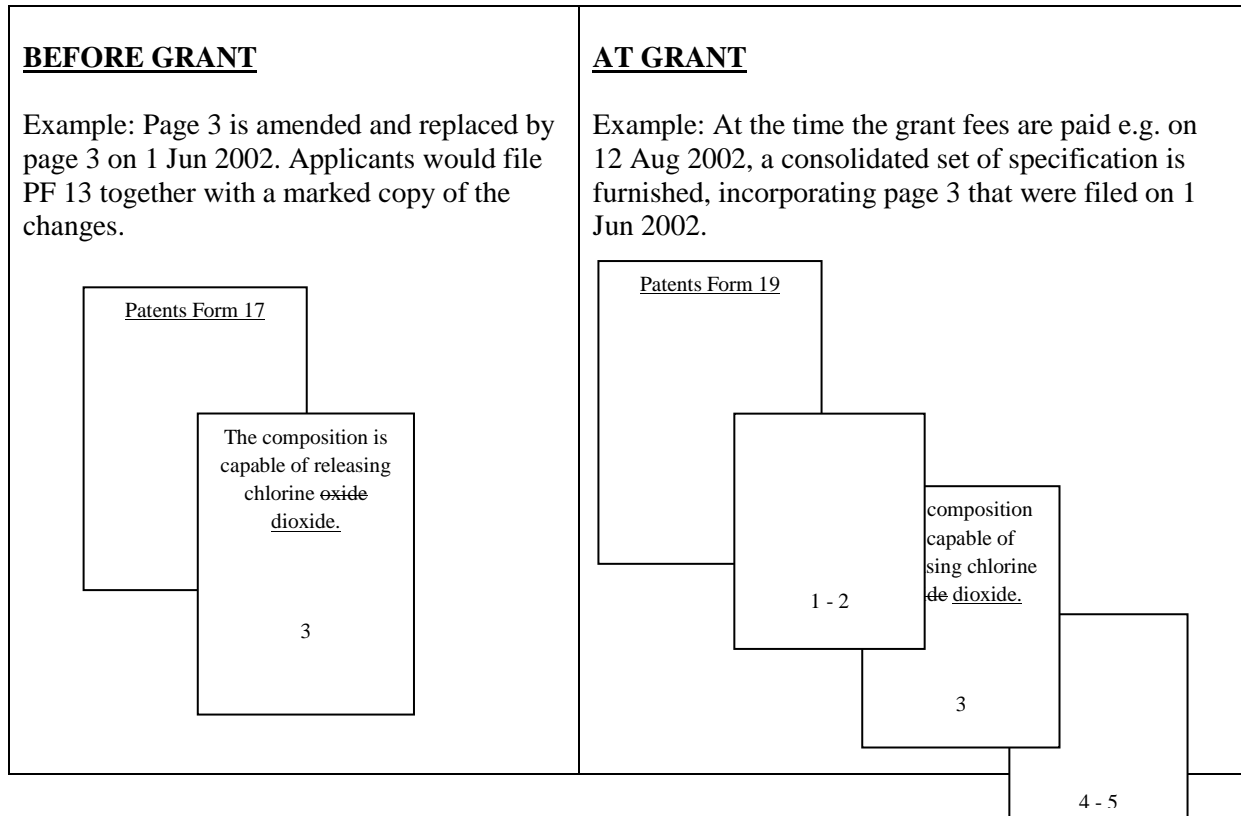 BEFORE GRANT
Example: Page 3 is amended and replaced by
page 3 on 1 Jun 2002. Applicants would file
PF 13 together with a marked copy of the
changes.
Patents Form 17
The composition is
capable of releasing
chlorine oxide
dioxide.
3
AT GRANT
Example: At the time the grant fees are paid e.g. on
12 Aug 2002, a consolidated set of specification is
furnished, incorporating page 3 that were filed on 1
Jun 2002.
Patents Form 19
1 - 2
composition
capable of
sing chlorine
de dioxide.
3
4 - 5